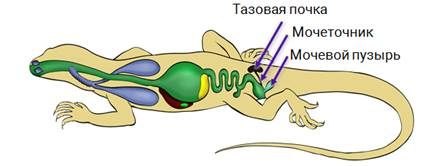 Тазовая почка
Мочеточник
Мочевой пузырь